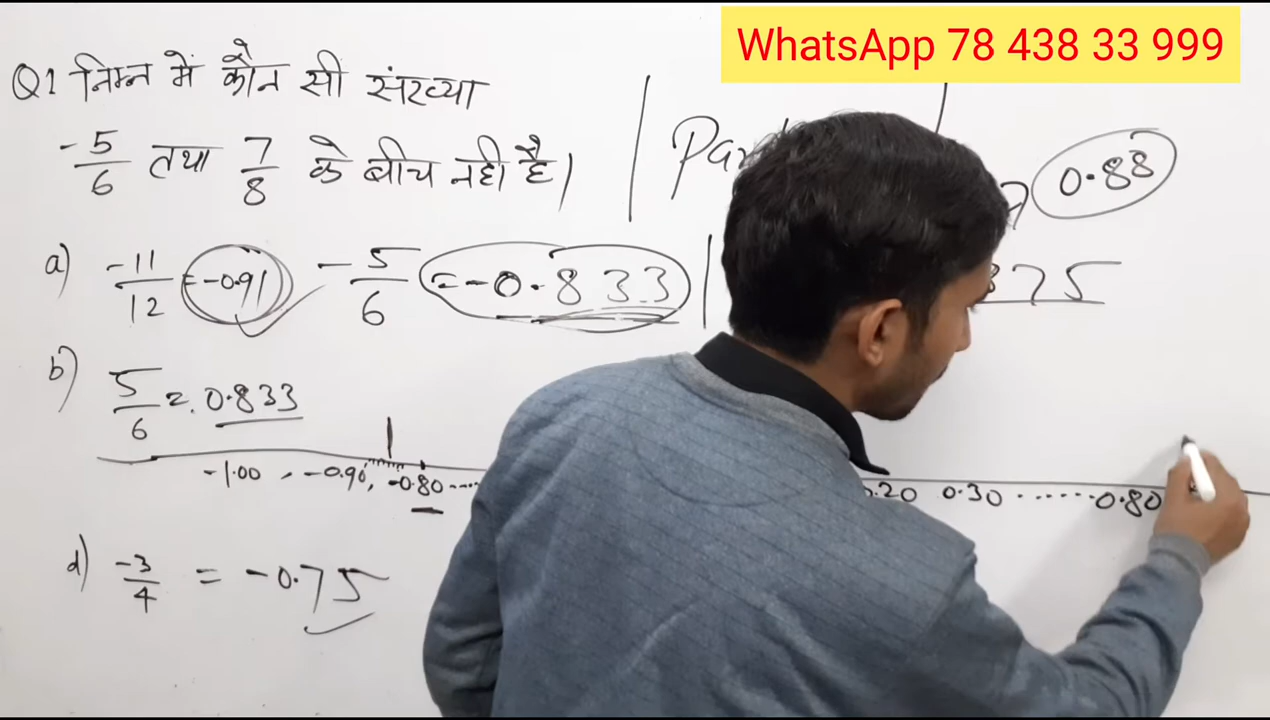 WhatsApp 78 438 33 999
Q1 निम्न में कौन सी संख्या
-5/6 तथा 7/8 के बीच नही है।
0.88
a) -11/12 = -0.91
-5/6 = -0.833
75
b) 5/6 = 0.833
-1.00, -0.90, -0.80 ....
0.20 0.30 ...... 0.80
d) -3/4 = -0.75